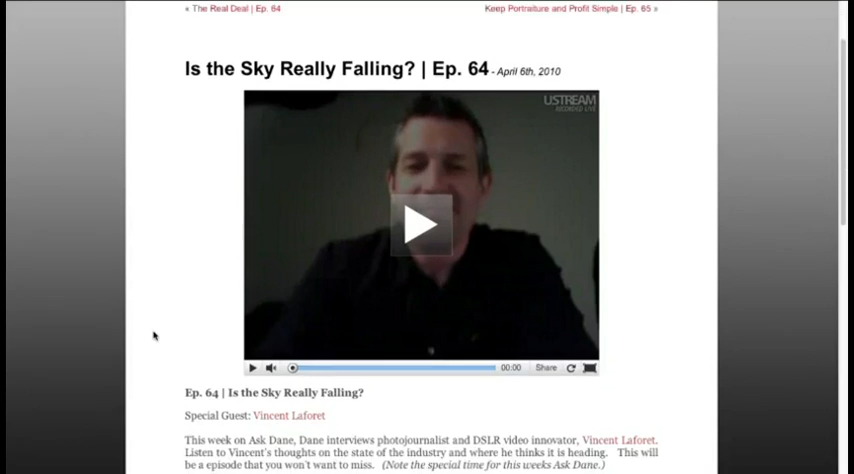 « The Real Deal | Ep. 64
Keep Portraiture and Profit Simple | Ep. 65 »
Is the Sky Really Falling? | Ep. 64 - April 6th, 2010
USTREAM
RECORDED LIVE
00:00
Share
Ep. 64 | Is the Sky Really Falling?
Special Guest: Vincent Laforet
This week on Ask Dane, Dane interviews photojournalist and DSLR video innovator, Vincent Laforet.
Listen to Vincent's thoughts on the state of the industry and where he thinks it is heading. This will
be a episode that you won't want to miss. (Note the special time for this weeks Ask Dane.)